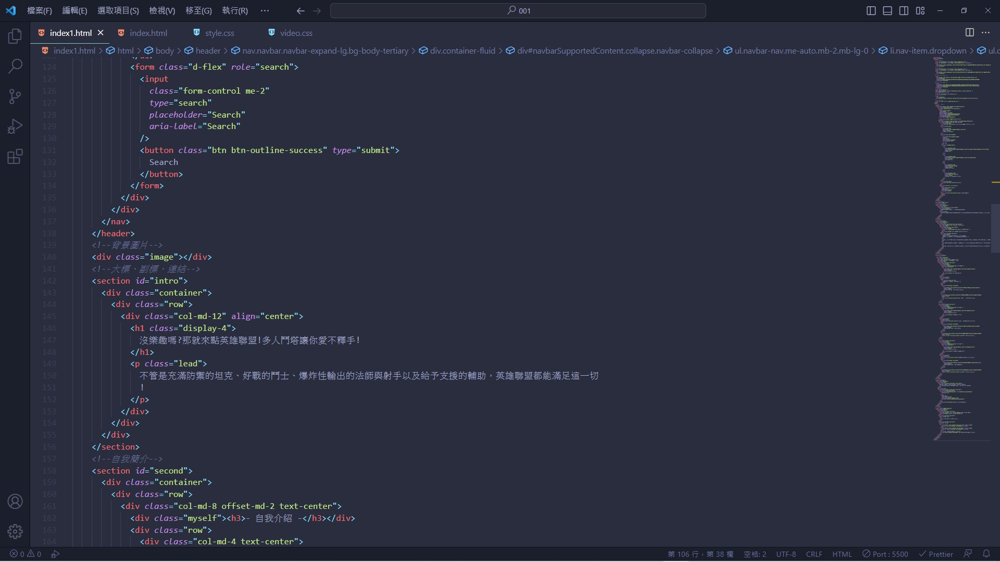 檔案(F) 編輯(E) 選取項目(S) 檢視(V) 移至(G) 執行(R) ··· 001
index1.html index.html style.css video.css
index1.html > html > body > header > nav.navbar.navbar-expand-lg.bg-body-tertiary > div.container-fluid > div#navbarSupportedContent.collapse.navbar-collapse > ul.navbar-nav.me-auto.mb-2.mb-lg-0 > li.nav-item.dropdown >
124 <form class="d-flex" role="search">
125 <input
126 class="form-control me-2"
127 type="search"
128 placeholder="Search"
129 aria-label="Search"
130 />
131 <button class="btn btn-outline-success" type="submit">
132 Search
133 </button>
134 </form>
135 </div>
136 </div>
137 </nav>
138 </header>
139 <!--背景圖片-->
140 <div class="image"></div>
141 <!--大標、副標、連結-->
142 <section id="intro">
143 <div class="container">
144 <div class="row">
145 <div class="col-md-12" align="center">
146 <h1 class="display-4">
147 沒樂趣嗎?那就來點英雄聯盟!多人鬥塔讓你愛不釋手!
148 </h1>
149 <p class="lead">
150 不管是充滿防禦的坦克、好戰的鬥士、爆炸性輸出的法師與射手以及給予支援的輔助，英雄聯盟都能滿足這一切
151 !
152 </p>
153 </div>
154 </div>
155 </div>
156 </section>
157 <!--自我簡介-->
158 <section id="second">
159 <div class="container">
160 <div class="row">
161 <div class="col-md-8 offset-md-2 text-center">
162 <div class="myself"><h3>- 自我介紹 -</h3></div>
163 <div class="row">
164 <div class="col-md-4 text-center">
0 0 第 106 行，第 38 欄 空格: 2 UTF-8 CRLF HTML Port : 5500 Prettier